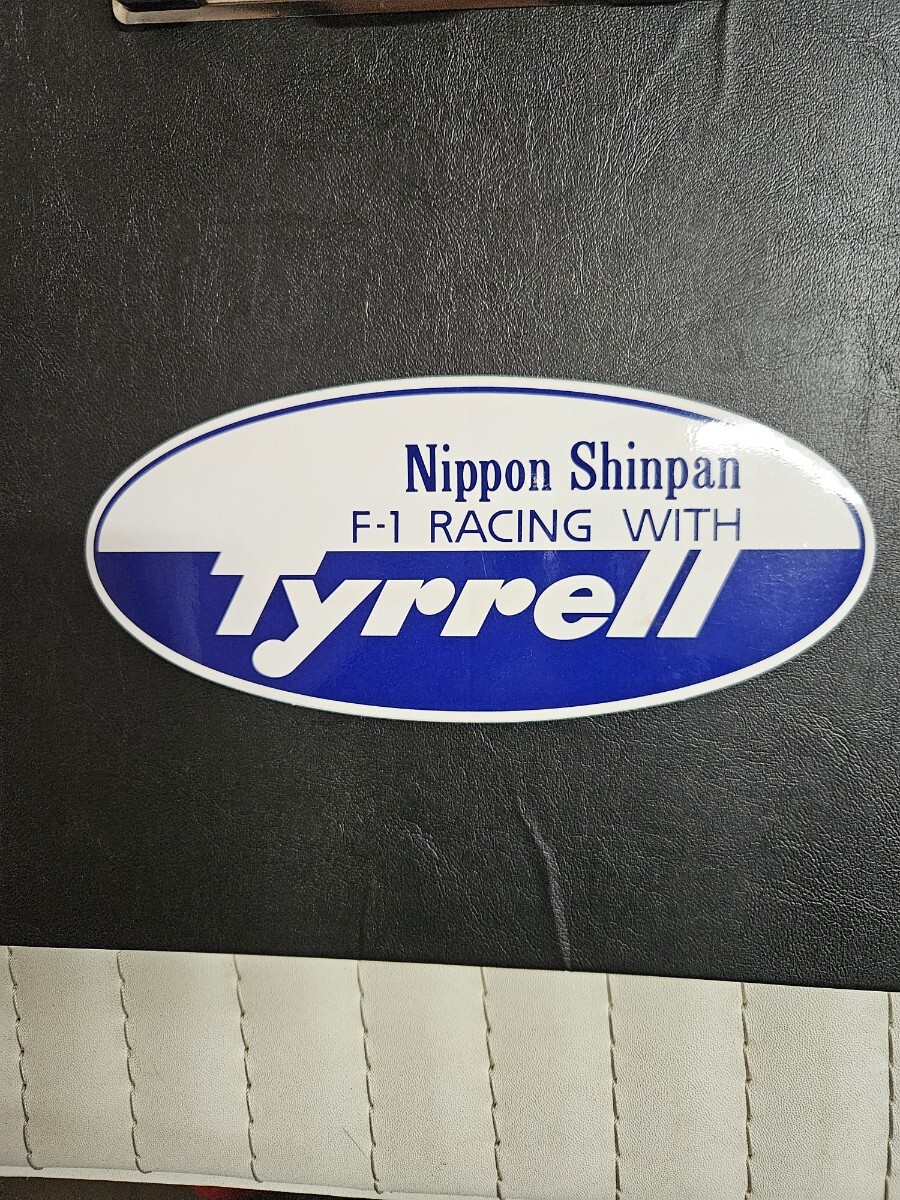 Nippon Shinpan
F-1 RACING WITH
Tyrrell